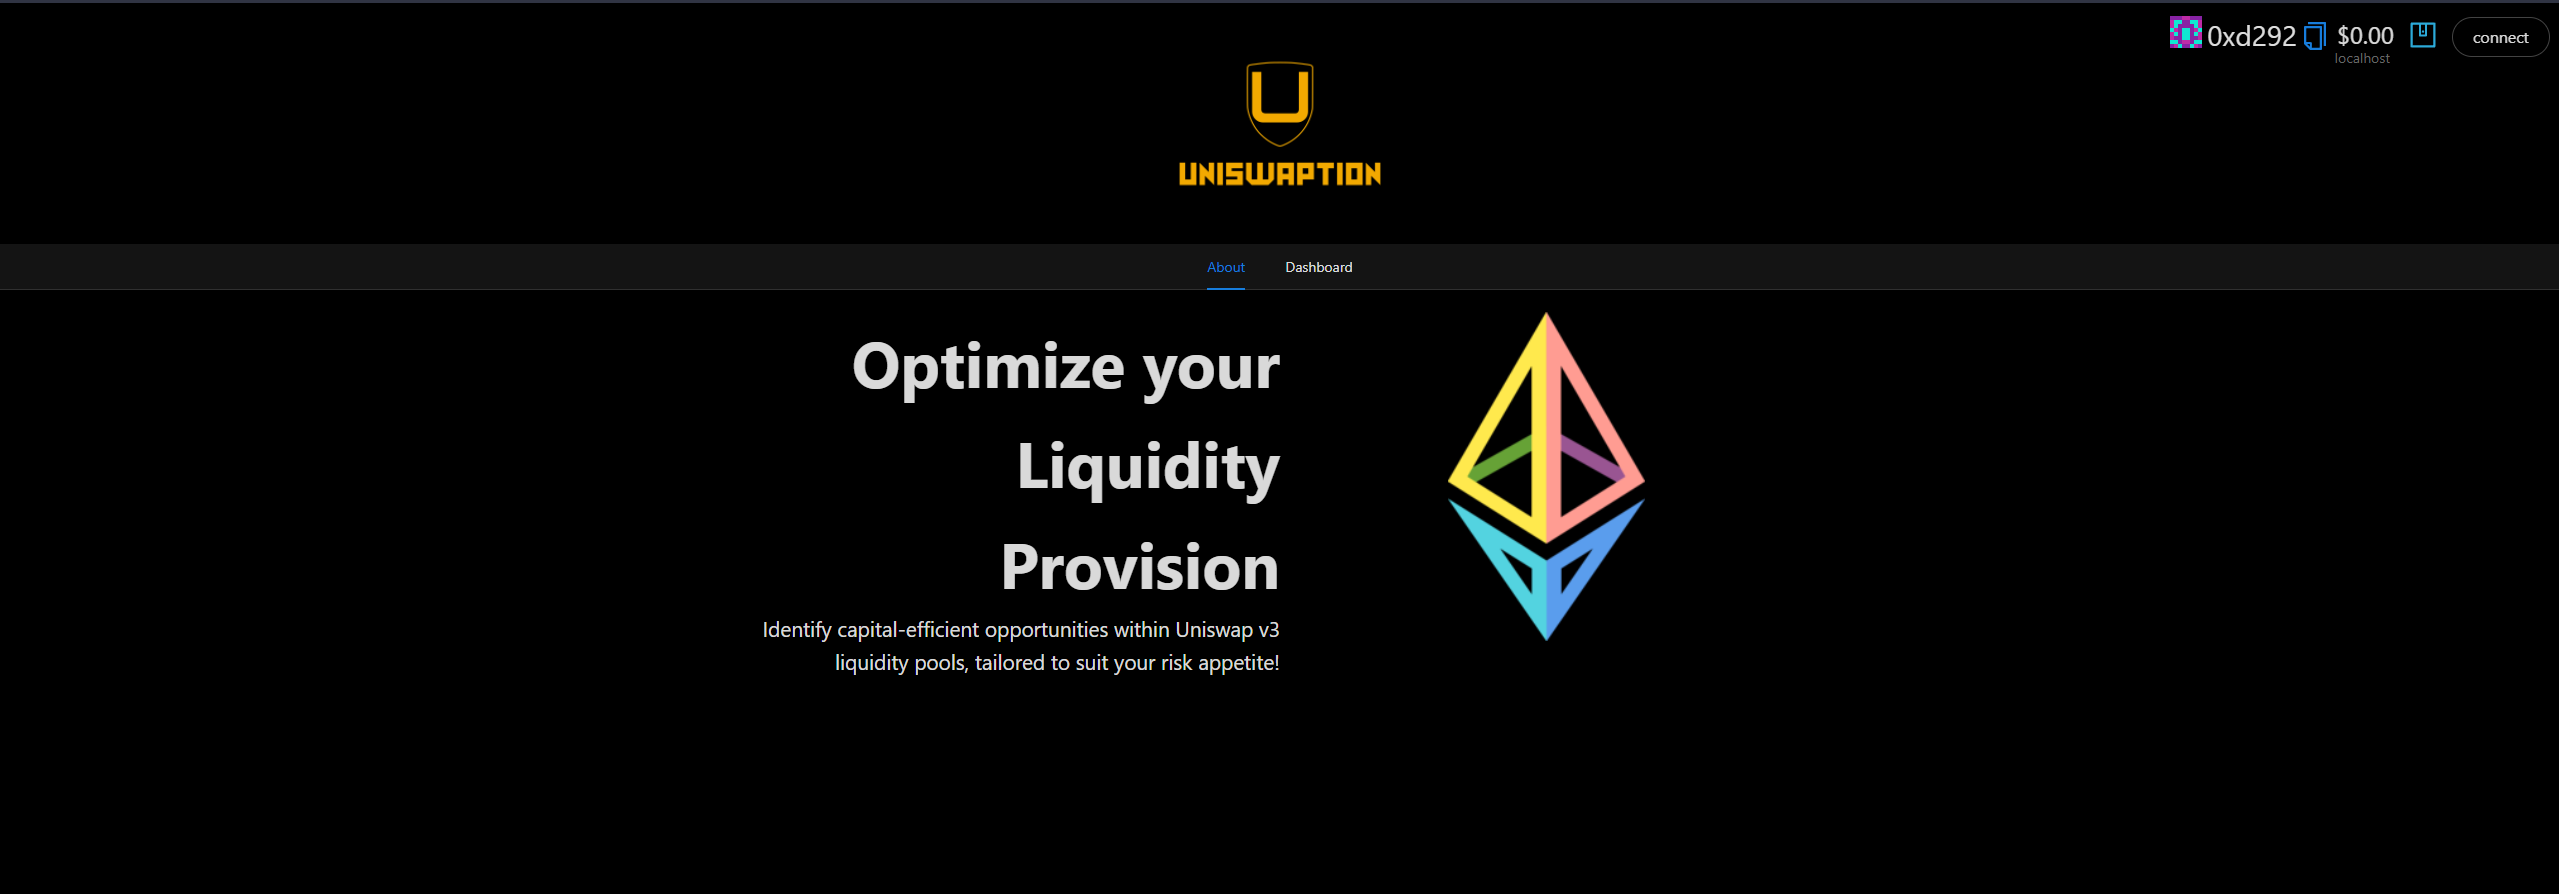 0xd292 $0.00 connect
localhost
U
UNISWAPTION
About Dashboard
Optimize your
Liquidity
Provision
Identify capital-efficient opportunities within Uniswap v3
liquidity pools, tailored to suit your risk appetite!